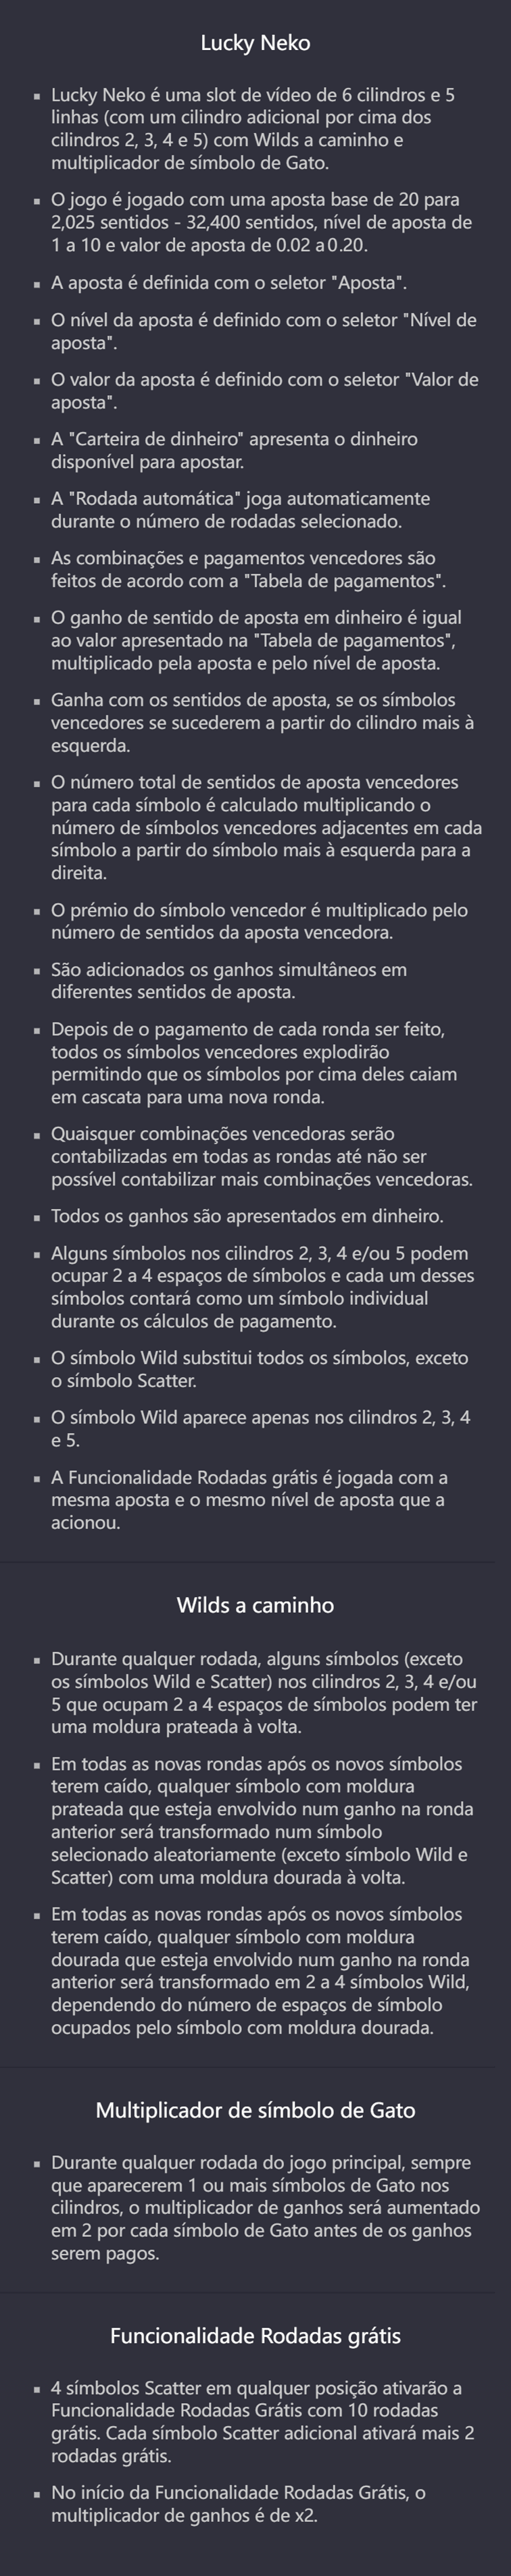 Lucky Neko
▪ Lucky Neko é uma slot de vídeo de 6 cilindros e 5
linhas (com um cilindro adicional por cima dos
cilindros 2, 3, 4 e 5) com Wilds a caminho e
multiplicador de símbolo de Gato.
▪ O jogo é jogado com uma aposta base de 20 para
2,025 sentidos - 32,400 sentidos, nível de aposta de
1 a 10 e valor de aposta de 0.02 a 0.20.
▪ A aposta é definida com o seletor "Aposta".
▪ O nível da aposta é definido com o seletor "Nível de
aposta".
▪ O valor da aposta é definido com o seletor "Valor de
aposta".
▪ A "Carteira de dinheiro" apresenta o dinheiro
disponível para apostar.
▪ A "Rodada automática" joga automaticamente
durante o número de rodadas selecionado.
▪ As combinações e pagamentos vencedores são
feitos de acordo com a "Tabela de pagamentos".
▪ O ganho de sentido de aposta em dinheiro é igual
ao valor apresentado na "Tabela de pagamentos",
multiplicado pela aposta e pelo nível de aposta.
▪ Ganha com os sentidos de aposta, se os símbolos
vencedores se sucederem a partir do cilindro mais à
esquerda.
▪ O número total de sentidos de aposta vencedores
para cada símbolo é calculado multiplicando o
número de símbolos vencedores adjacentes em cada
símbolo a partir do símbolo mais à esquerda para a
direita.
▪ O prémio do símbolo vencedor é multiplicado pelo
número de sentidos da aposta vencedora.
▪ São adicionados os ganhos simultâneos em
diferentes sentidos de aposta.
▪ Depois de o pagamento de cada ronda ser feito,
todos os símbolos vencedores explodirão
permitindo que os símbolos por cima deles caiam
em cascata para uma nova ronda.
▪ Quaisquer combinações vencedoras serão
contabilizadas em todas as rondas até não ser
possível contabilizar mais combinações vencedoras.
▪ Todos os ganhos são apresentados em dinheiro.
▪ Alguns símbolos nos cilindros 2, 3, 4 e/ou 5 podem
ocupar 2 a 4 espaços de símbolos e cada um desses
símbolos contará como um símbolo individual
durante os cálculos de pagamento.
▪ O símbolo Wild substitui todos os símbolos, exceto
o símbolo Scatter.
▪ O símbolo Wild aparece apenas nos cilindros 2, 3, 4
e 5.
▪ A Funcionalidade Rodadas grátis é jogada com a
mesma aposta e o mesmo nível de aposta que a
acionou.
Wilds a caminho
▪ Durante qualquer rodada, alguns símbolos (exceto
os símbolos Wild e Scatter) nos cilindros 2, 3, 4 e/ou
5 que ocupam 2 a 4 espaços de símbolos podem ter
uma moldura prateada à volta.
▪ Em todas as novas rondas após os novos símbolos
terem caído, qualquer símbolo com moldura
prateada que esteja envolvido num ganho na ronda
anterior será transformado num símbolo
selecionado aleatoriamente (exceto símbolo Wild e
Scatter) com uma moldura dourada à volta.
▪ Em todas as novas rondas após os novos símbolos
terem caído, qualquer símbolo com moldura
dourada que esteja envolvido num ganho na ronda
anterior será transformado em 2 a 4 símbolos Wild,
dependendo do número de espaços de símbolo
ocupados pelo símbolo com moldura dourada.
Multiplicador de símbolo de Gato
▪ Durante qualquer rodada do jogo principal, sempre
que aparecerem 1 ou mais símbolos de Gato nos
cilindros, o multiplicador de ganhos será aumentado
em 2 por cada símbolo de Gato antes de os ganhos
serem pagos.
Funcionalidade Rodadas grátis
▪ 4 símbolos Scatter em qualquer posição ativarão a
Funcionalidade Rodadas Grátis com 10 rodadas
grátis. Cada símbolo Scatter adicional ativará mais 2
rodadas grátis.
▪ No início da Funcionalidade Rodadas Grátis, o
multiplicador de ganhos é de x2.